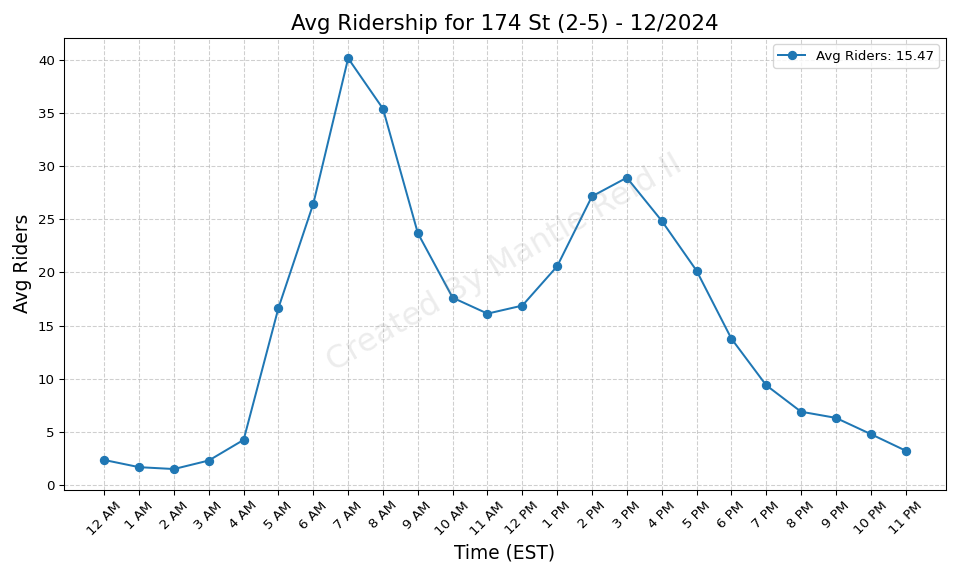 Avg Ridership for 174 St (2-5) - 12/2024
Avg Riders: 15.47
Avg Riders
40
35
30
25
20
15
10
5
0
Created By Mantle Reid II
12 AM
1 AM
2 AM
3 AM
4 AM
5 AM
6 AM
7 AM
8 AM
9 AM
10 AM
11 AM
12 PM
1 PM
2 PM
3 PM
4 PM
5 PM
6 PM
7 PM
8 PM
9 PM
10 PM
11 PM
Time (EST)